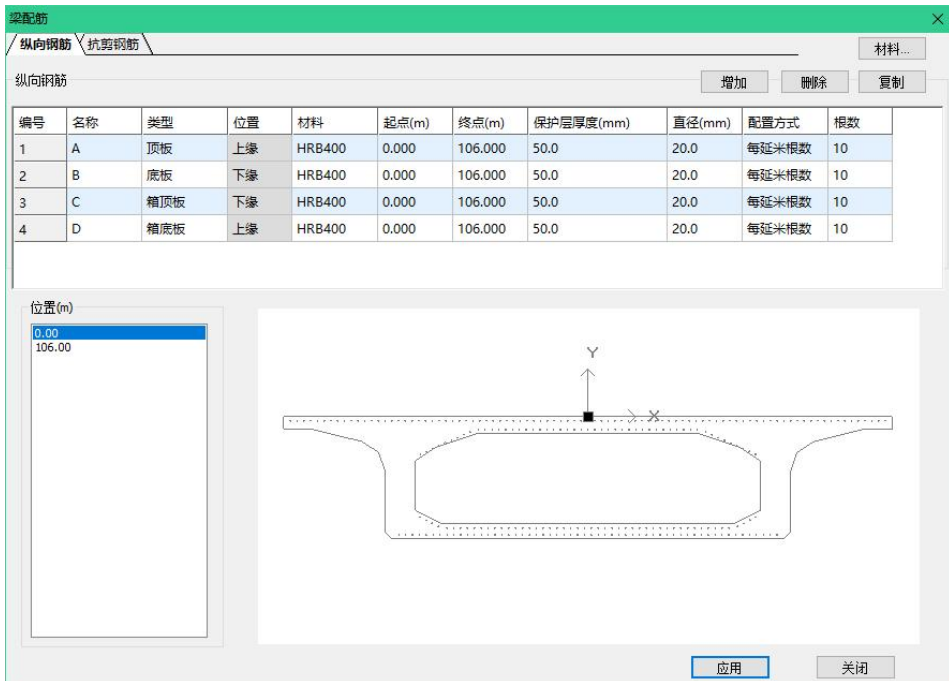 梁配筋
纵向钢筋 抗剪钢筋
材料...
纵向钢筋 增加 删除 复制
编号 名称 类型 位置 材料 起点(m) 终点(m) 保护层厚度(mm) 直径(mm) 配置方式 根数
1 A 顶板 上缘 HRB400 0.000 106.000 50.0 20.0 每延米根数 10
2 B 底板 下缘 HRB400 0.000 106.000 50.0 20.0 每延米根数 10
3 C 箱顶板 下缘 HRB400 0.000 106.000 50.0 20.0 每延米根数 10
4 D 箱底板 上缘 HRB400 0.000 106.000 50.0 20.0 每延米根数 10
位置(m)
0.00
106.00
Y
X
应用 关闭